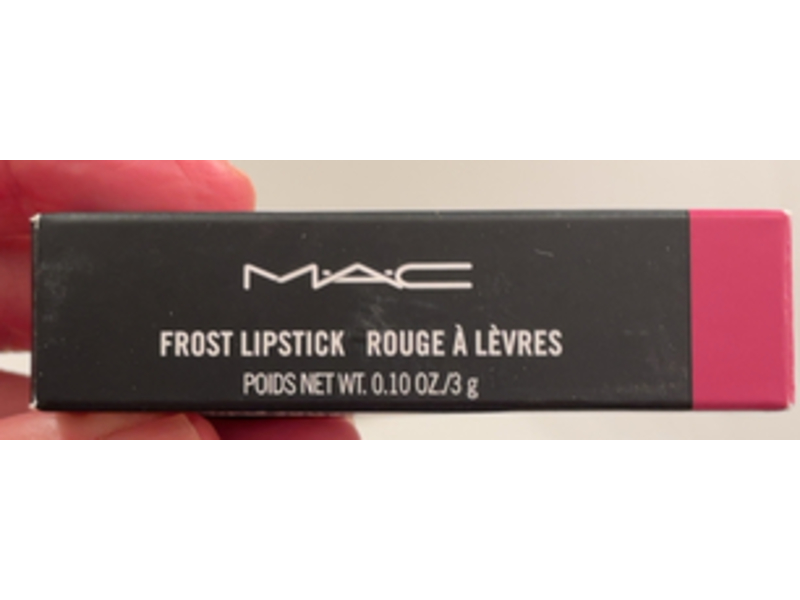 M·A·C
FROST LIPSTICK ROUGE À LÈVRES
POIDS NET WT. 0.10 OZ./3 g